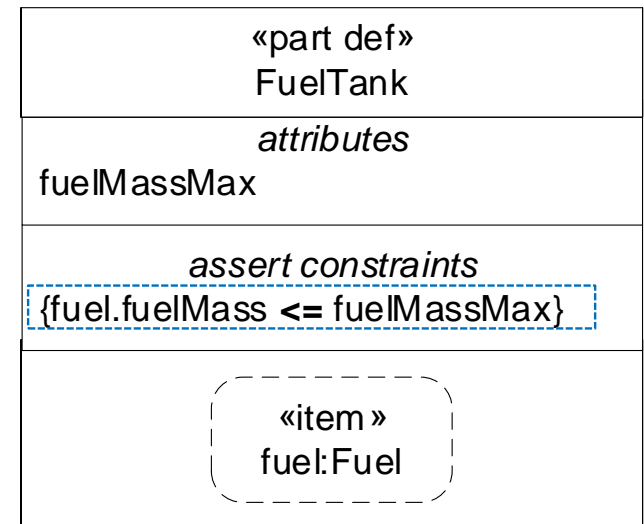 «part def»
FuelTank
attributes
fuelMassMax
assert constraints
{fuel.fuelMass <= fuelMassMax}
«item»
fuel:Fuel